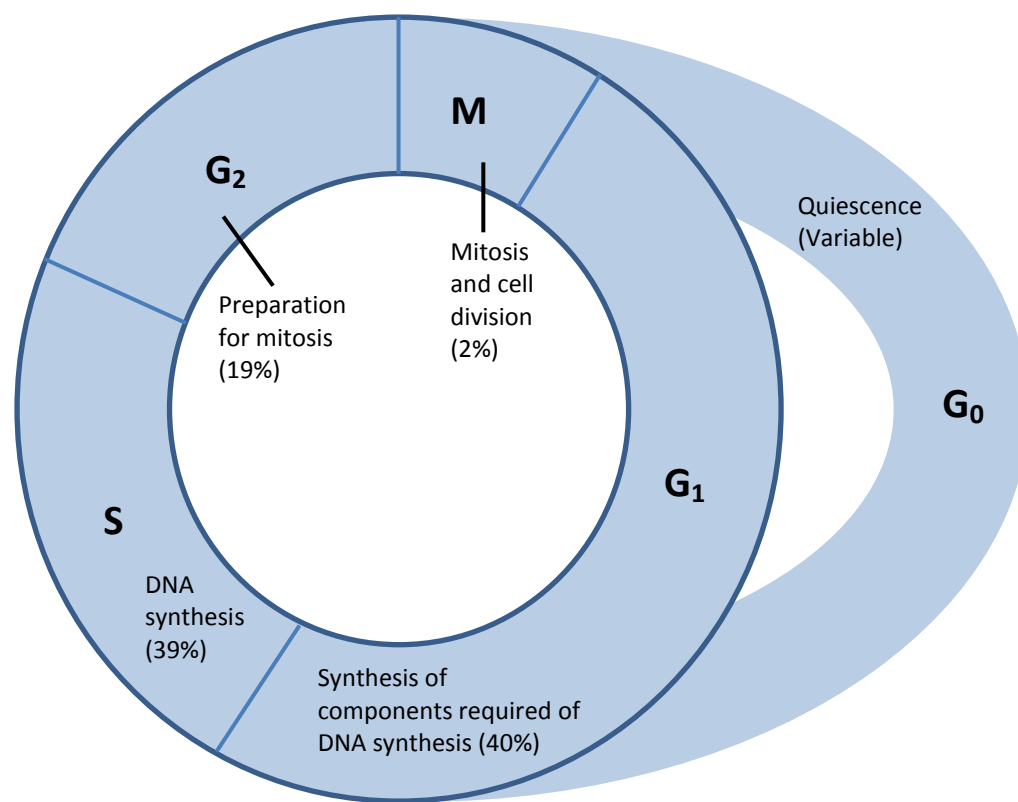 M
G₂
Quiescence
(Variable)
Mitosis
and cell
division
(2%)
Preparation
for mitosis
(19%)
G₀
G₁
S
DNA
synthesis
(39%)
Synthesis of
components required of
DNA synthesis (40%)